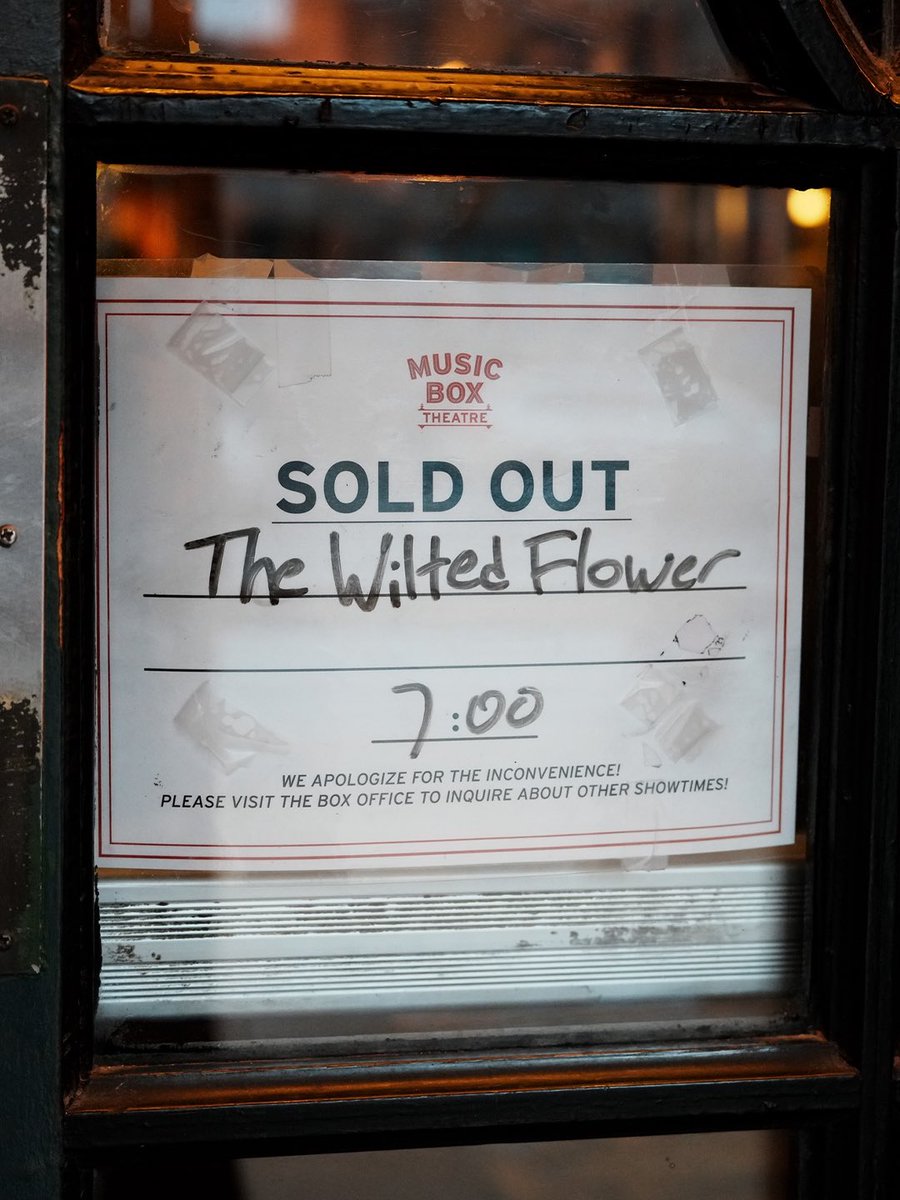 MUSIC
BOX
THEATRE
SOLD OUT
The Wilted Flower
7:00
WE APOLOGIZE FOR THE INCONVENIENCE!
PLEASE VISIT THE BOX OFFICE TO INQUIRE ABOUT OTHER SHOWTIMES!